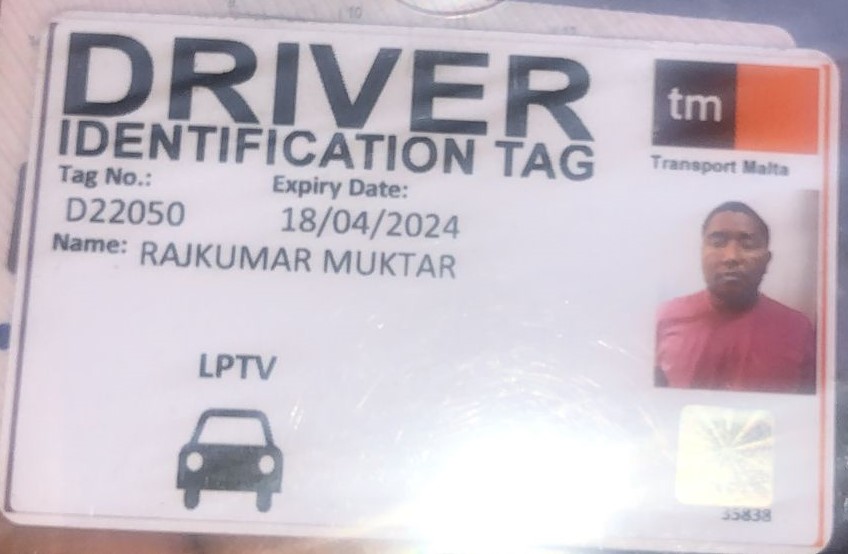 DRIVER
IDENTIFICATION TAG
tm
Transport Malta
Tag No.: Expiry Date:
D22050 18/04/2024
Name: RAJKUMAR MUKTAR
LPTV
35838